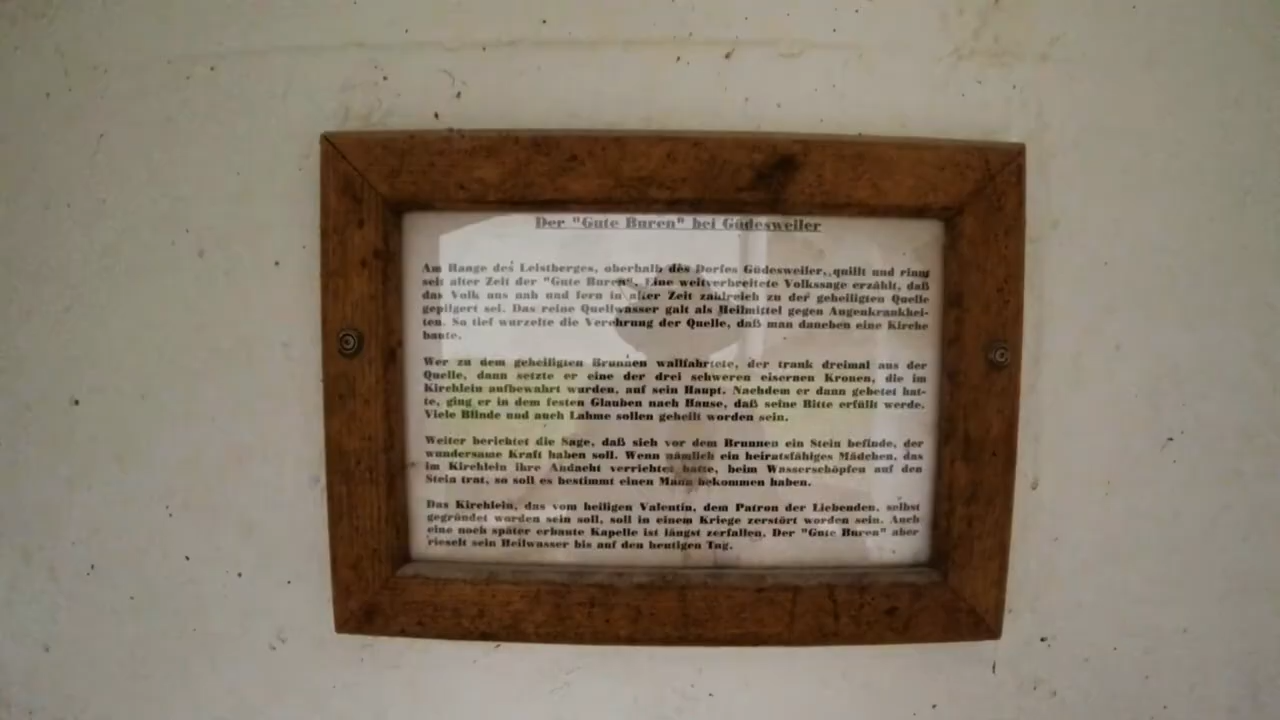 Der "Gute Buren" bei Güdesweiler
Am Hange des Leistberges, oberhalb des Dorfes Güdesweiler, quillt und rinnt
seit alter Zeit der "Gute Buren". Eine weitverbreitete Volkssage erzählt, daß
das Volk aus nah und fern in alter Zeit zahlreich zu der geheiligten Quelle
gepilgert sei. Das reine Quellwasser galt als Heilmittel gegen Augenkrankhei-
ten. So tief wurzelte die Verehrung der Quelle, daß man daneben eine Kirche
baute.
Wer zu dem geheiligten Brunnen wallfahrtete, der trank dreimal aus der
Quelle, dann setzte er eine der drei schweren eisernen Kronen, die im
Kirchlein aufbewahrt wurden, auf sein Haupt. Nachdem er dann gebetet hat-
te, ging er in dem festen Glauben nach Hause, daß seine Bitte erfüllt werde.
Viele Blinde und auch Lahme sollen geheilt worden sein.
Weiter berichtet die Sage, daß sich vor dem Brunnen ein Stein befinde, der
wundersame Kraft haben soll. Wenn nämlich ein heiratsfähiges Mädchen, das
im Kirchlein ihre Andacht verrichtet hatte, beim Wasserschöpfen auf den
Stein trat, so soll es bestimmt einen Mann bekommen haben.
Das Kirchlein, das vom heiligen Valentin, dem Patron der Liebenden, selbst
gegründet worden sein soll, soll in einem Kriege zerstört worden sein. Auch
eine noch später erbaute Kapelle ist längst zerfallen. Der "Gute Buren" aber
rieselt sein Heilwasser bis auf den heutigen Tag.